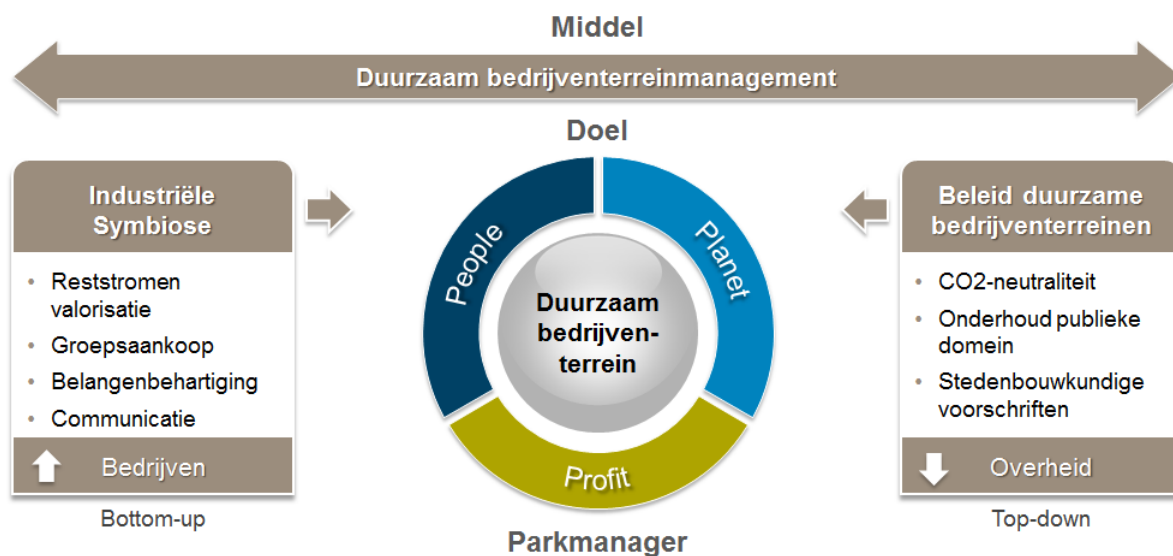 Middel
Duurzaam bedrijventerreinmanagement
Doel
Industriële
Symbiose
• Reststromen
valorisatie
• Groepsaankoop
• Belangenbehartiging
• Communicatie
Bedrijven
Bottom-up
People
Planet
Profit
Duurzaam
bedrijven-
terrein
Parkmanager
Beleid duurzame
bedrijventerreinen
• CO2-neutraliteit
• Onderhoud publieke
domein
• Stedenbouwkundige
voorschriften
Overheid
Top-down